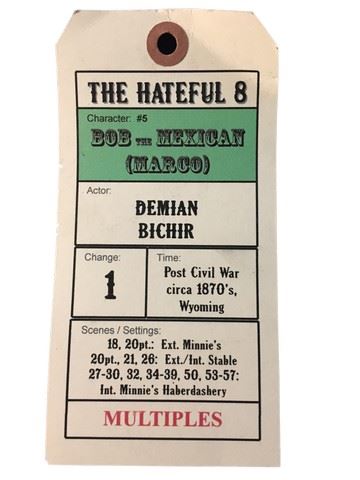 THE HATEFUL 8
Character: #5
BOB THE MEXICAN
(MARCO)
Actor:
DEMIAN
BICHIR
Change:
1
Time:
Post Civil War
circa 1870's,
Wyoming
Scenes / Settings:
18, 20pt.: Ext. Minnie's
20pt., 21, 26: Ext./Int. Stable
27-30, 32, 34-39, 50, 53-57:
Int. Minnie's Haberdashery
MULTIPLES